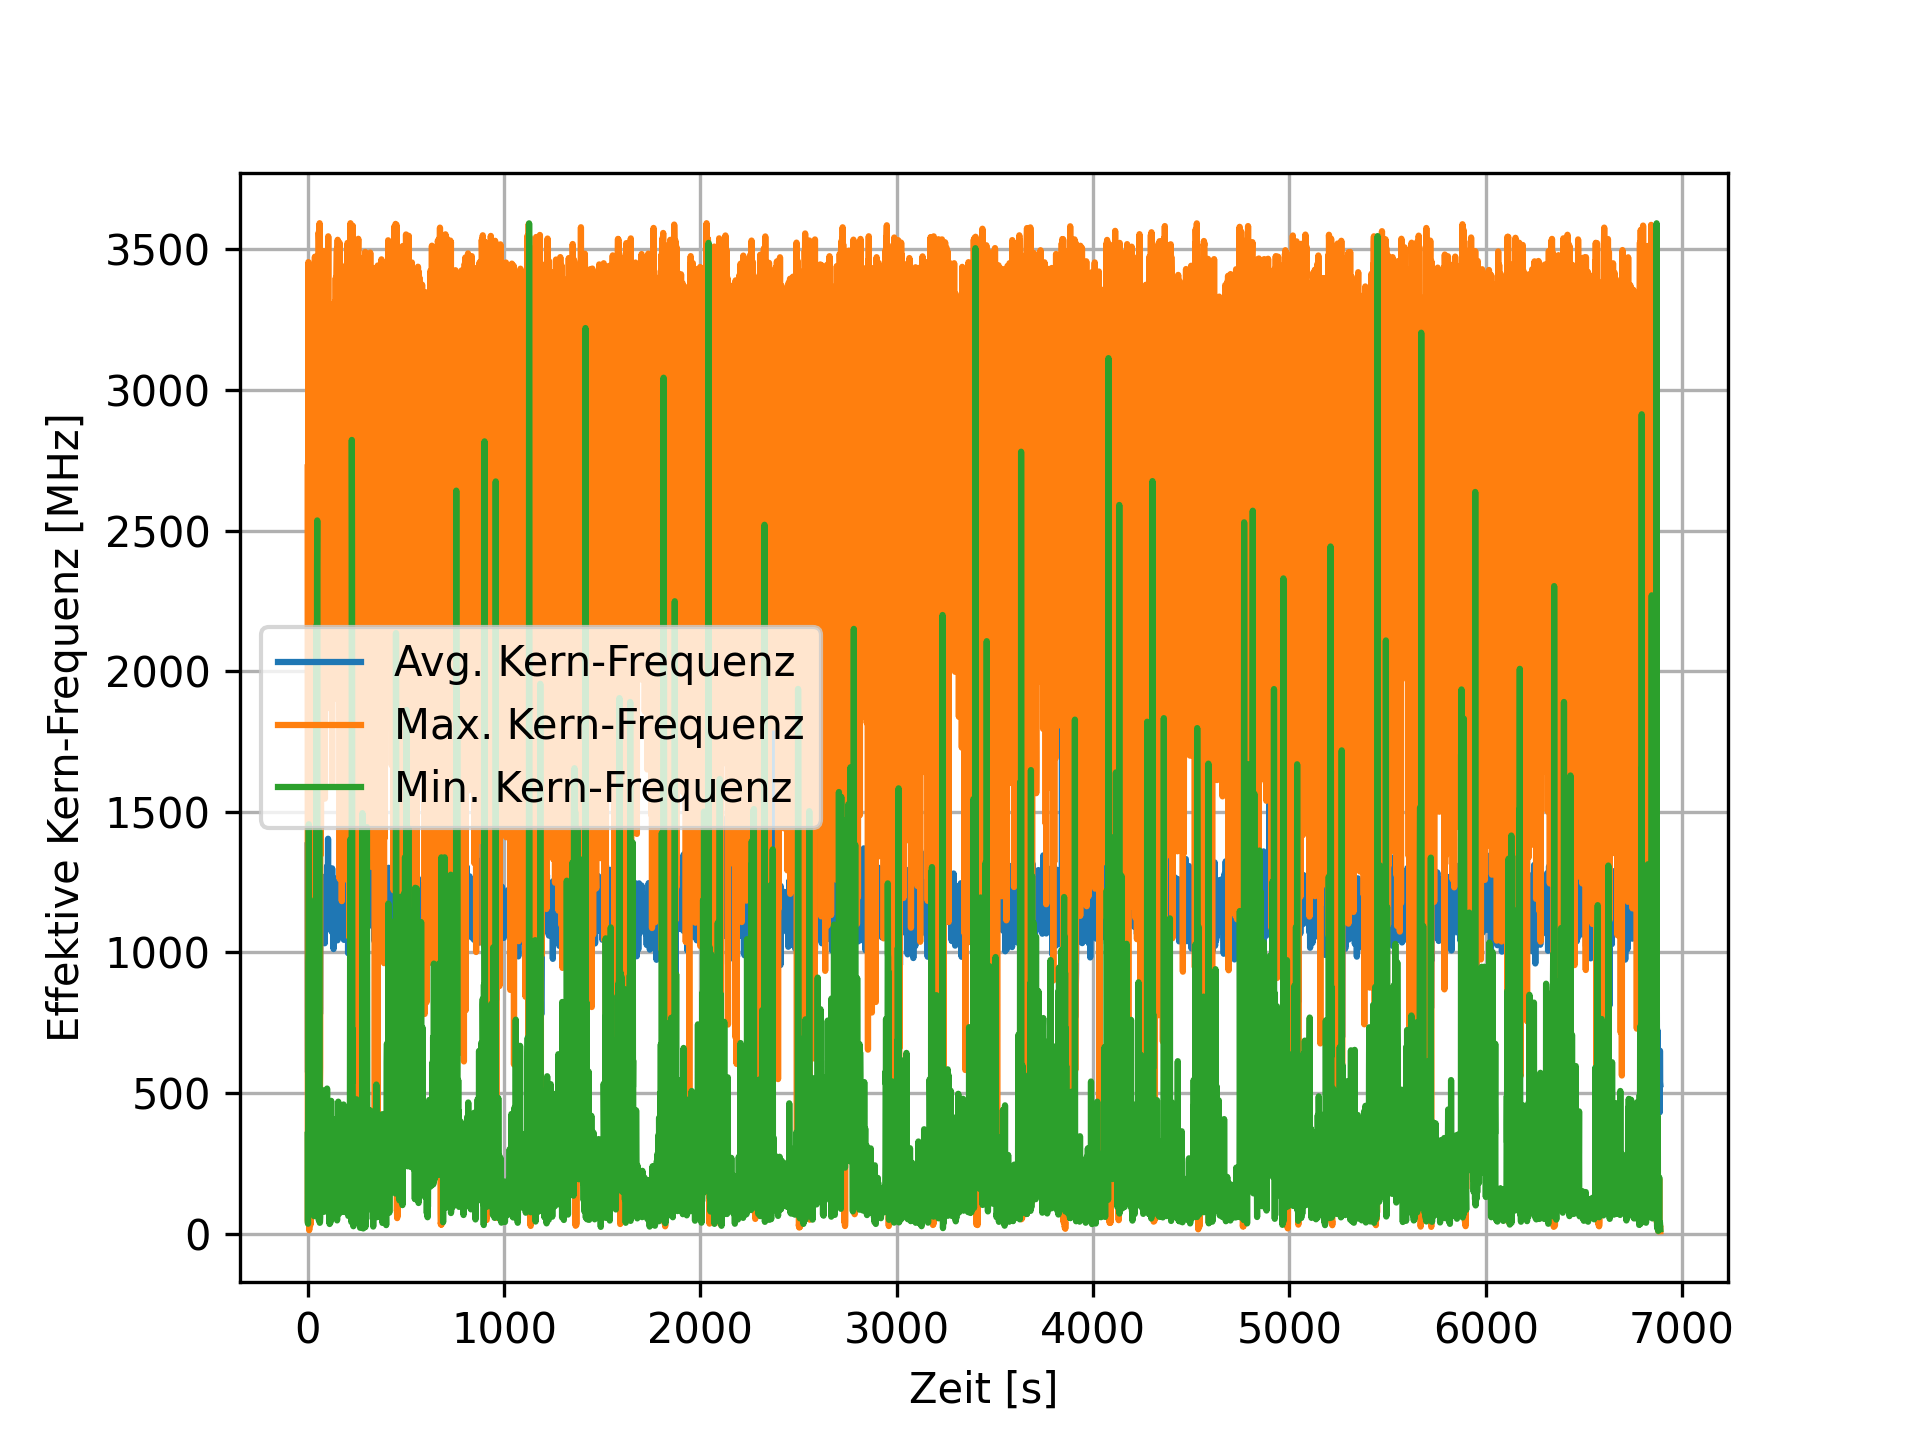 Effektive Kern-Frequenz [MHz]
3500
3000
2500
2000
1500
1000
500
0
Avg. Kern-Frequenz
Max. Kern-Frequenz
Min. Kern-Frequenz
0 1000 2000 3000 4000 5000 6000 7000
Zeit [s]